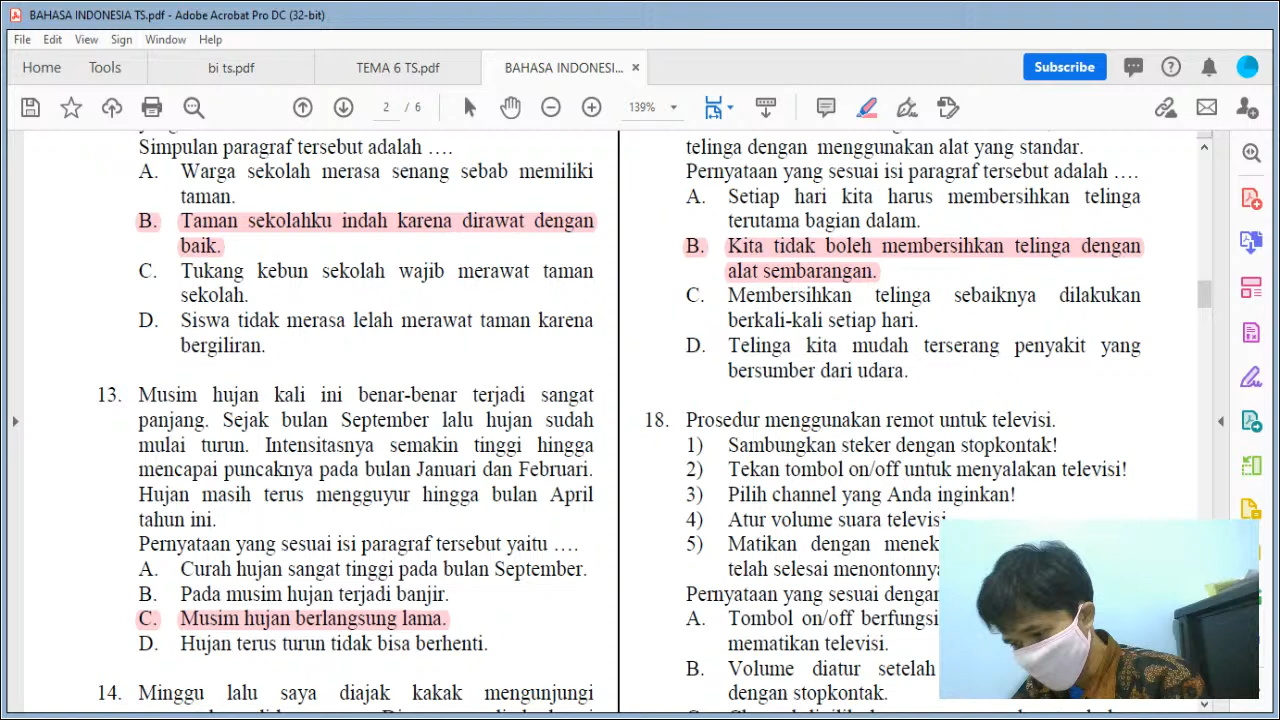 BAHASA INDONESIA TS.pdf - Adobe Acrobat Pro DC (32-bit)
File Edit View Sign Window Help
Home Tools bi ts.pdf TEMA 6 TS.pdf BAHASA INDONESI... × Subscribe
2 / 6 139%
Simpulan paragraf tersebut adalah ….
A. Warga sekolah merasa senang sebab memiliki
taman.
B. Taman sekolahku indah karena dirawat dengan
baik.
C. Tukang kebun sekolah wajib merawat taman
sekolah.
D. Siswa tidak merasa lelah merawat taman karena
bergiliran.
13. Musim hujan kali ini benar-benar terjadi sangat
panjang. Sejak bulan September lalu hujan sudah
mulai turun. Intensitasnya semakin tinggi hingga
mencapai puncaknya pada bulan Januari dan Februari.
Hujan masih terus mengguyur hingga bulan April
tahun ini.
Pernyataan yang sesuai isi paragraf tersebut yaitu ….
A. Curah hujan sangat tinggi pada bulan September.
B. Pada musim hujan terjadi banjir.
C. Musim hujan berlangsung lama.
D. Hujan terus turun tidak bisa berhenti.
14. Minggu lalu saya diajak kakak mengunjungi
telinga dengan menggunakan alat yang standar.
Pernyataan yang sesuai isi paragraf tersebut adalah ….
A. Setiap hari kita harus membersihkan telinga
terutama bagian dalam.
B. Kita tidak boleh membersihkan telinga dengan
alat sembarangan.
C. Membersihkan telinga sebaiknya dilakukan
berkali-kali setiap hari.
D. Telinga kita mudah terserang penyakit yang
bersumber dari udara.
18. Prosedur menggunakan remot untuk televisi.
1) Sambungkan steker dengan stopkontak!
2) Tekan tombol on/off untuk menyalakan televisi!
3) Pilih channel yang Anda inginkan!
4) Atur volume suara televisi
5) Matikan dengan menek
telah selesai menontonnya
Pernyataan yang sesuai dengan
A. Tombol on/off berfungsi
mematikan televisi.
B. Volume diatur setelah
dengan stopkontak.